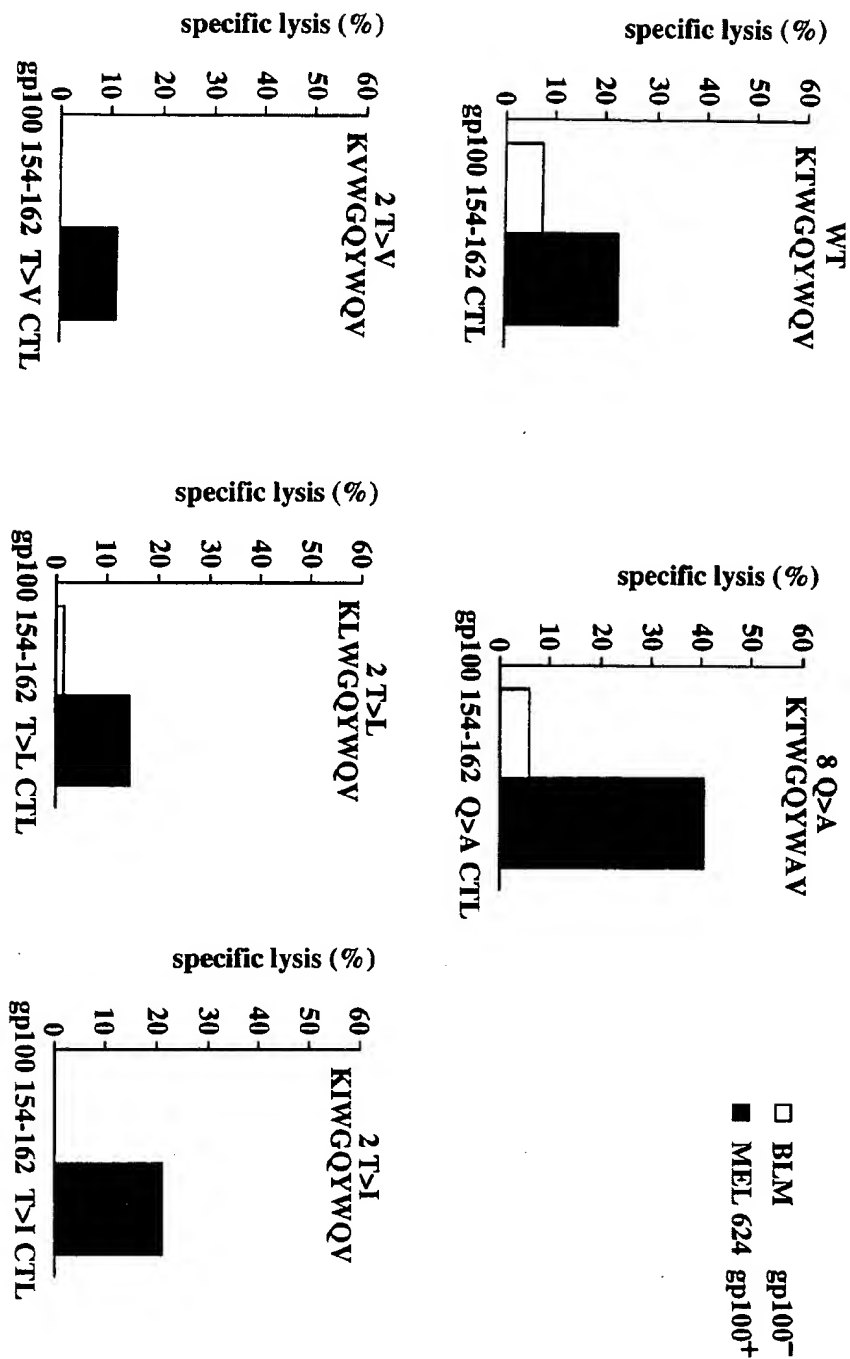 WT
KTWGQYWQV
60
50
40
30
20
10
0
specific lysis (%)
gp100 154-162 CTL
8 Q>A
KTWGQYWAV
60
50
40
30
20
10
0
specific lysis (%)
gp100 154-162 Q>A CTL
□ BLM gp100⁻
■ MEL 624 gp100⁺
2 T>V
KVWGQYWQV
60
50
40
30
20
10
0
specific lysis (%)
gp100 154-162 T>V CTL
2 T>L
KLWGQYWQV
60
50
40
30
20
10
0
specific lysis (%)
gp100 154-162 T>L CTL
2 T>I
KIWGQYWQV
60
50
40
30
20
10
0
specific lysis (%)
gp100 154-162 T>I CTL